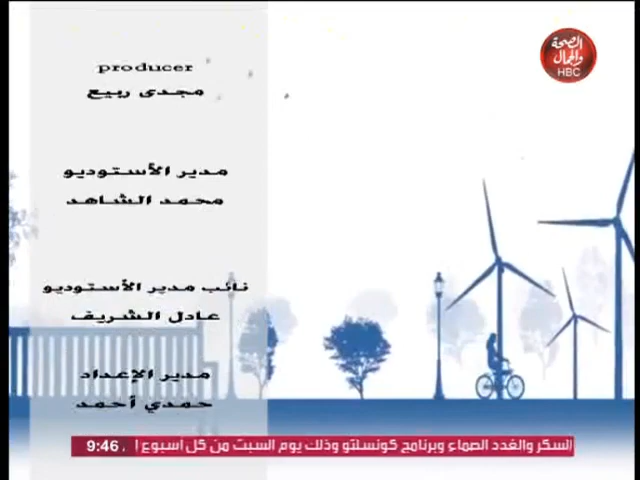 الصحة
والجمال
HBC
producer
مجدى ربيع
مدير الأستوديو
محمد الشاهد
نائب مدير الأستوديو
عادل الشريف
مدير الإعداد
حمدي أحمد
السكر والغدد الصماء وبرنامج كونسلتو وذلك يوم السبت من كل اسبوع ا
9:46